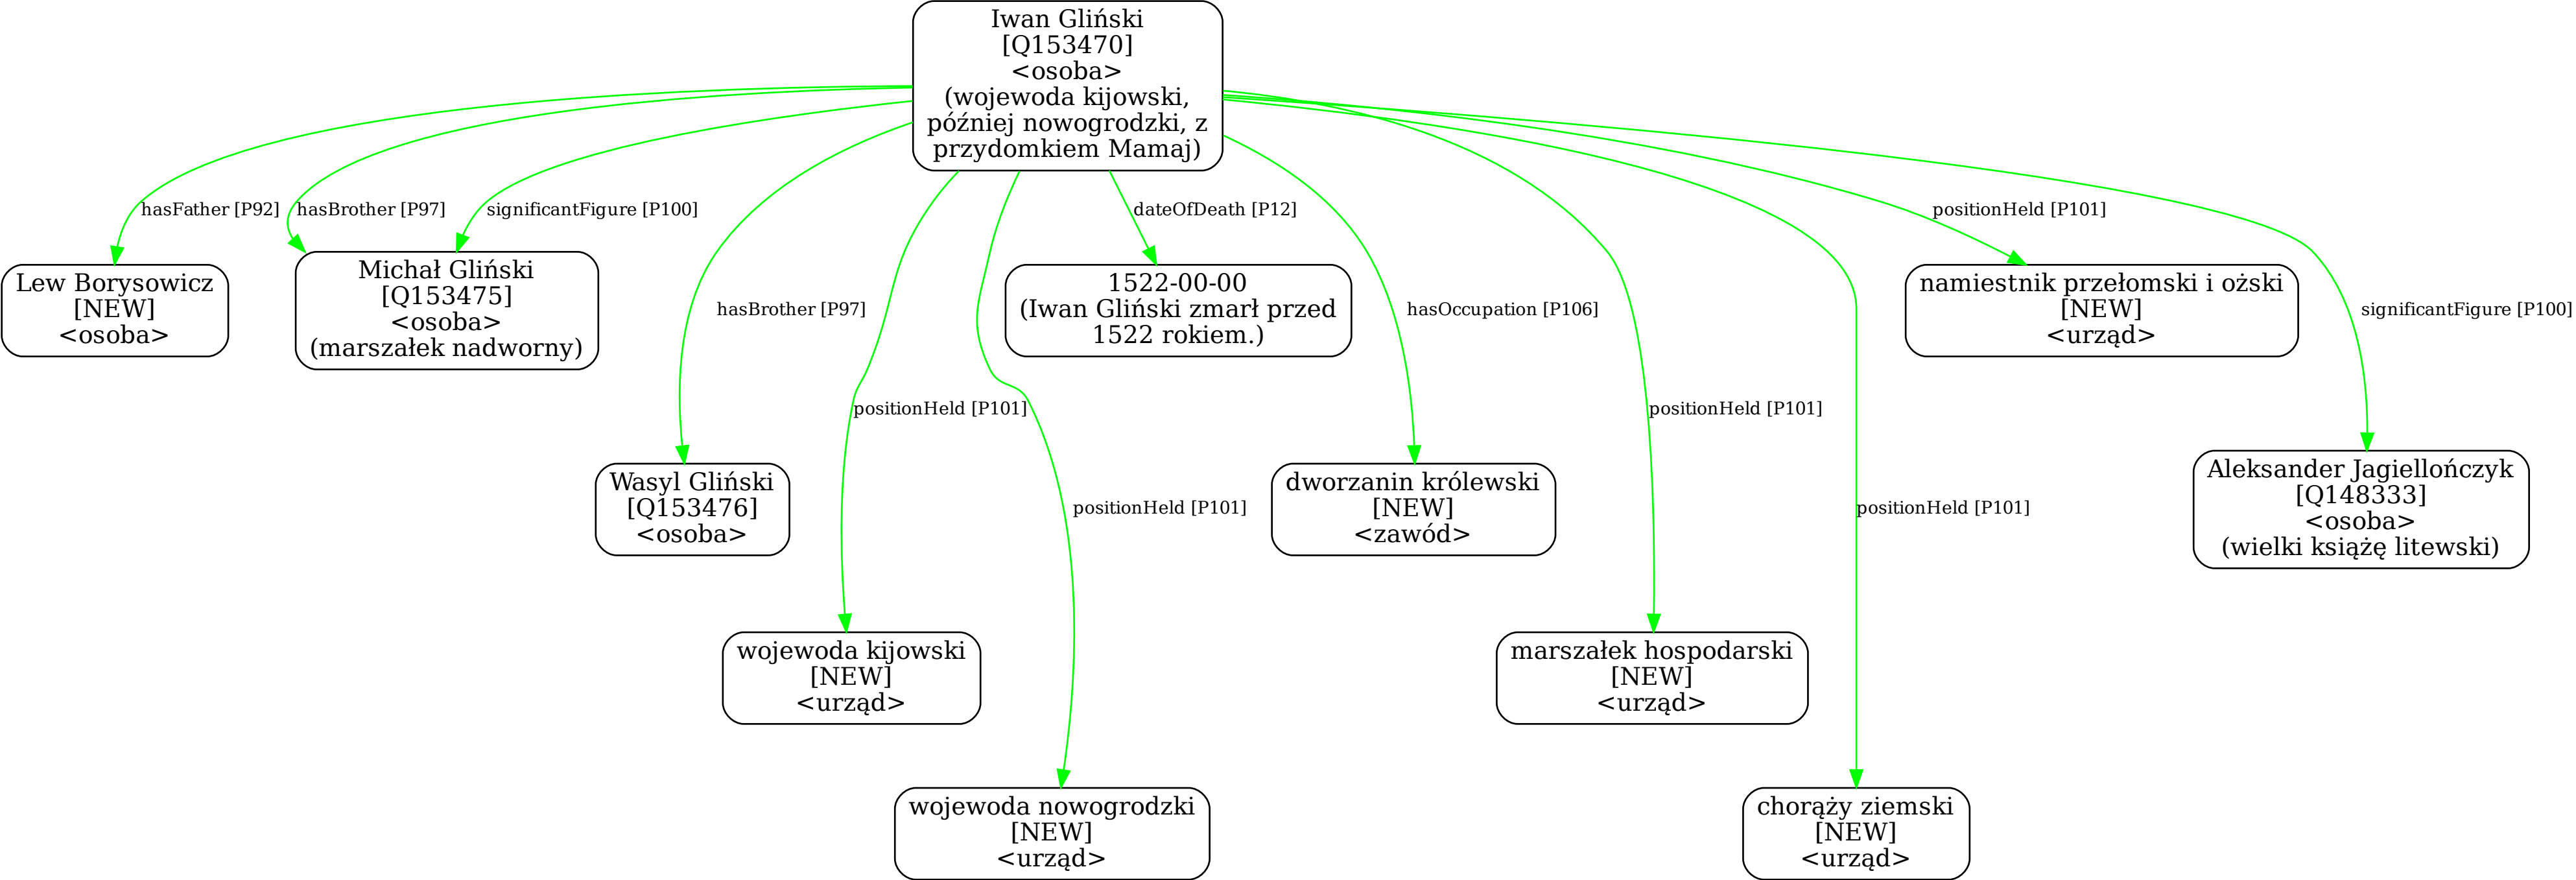 Iwan Gliński
[Q153470]
<osoba>
(wojewoda kijowski,
później nowogrodzki, z
przydomkiem Mamaj)
hasFather [P92]
hasBrother [P97]
significantFigure [P100]
dateOfDeath [P12]
positionHeld [P101]
Lew Borysowicz
[NEW]
<osoba>
Michał Gliński
[Q153475]
<osoba>
(marszałek nadworny)
hasBrother [P97]
1522-00-00
(Iwan Gliński zmarł przed
1522 rokiem.)
hasOccupation [P106]
namiestnik przełomski i ożski
[NEW]
<urząd>
significantFigure [P100]
positionHeld [P101]
positionHeld [P101]
Wasyl Gliński
[Q153476]
<osoba>
positionHeld [P101]
dworzanin królewski
[NEW]
<zawód>
positionHeld [P101]
Aleksander Jagiellończyk
[Q148333]
<osoba>
(wielki książę litewski)
wojewoda kijowski
[NEW]
<urząd>
marszałek hospodarski
[NEW]
<urząd>
wojewoda nowogrodzki
[NEW]
<urząd>
chorąży ziemski
[NEW]
<urząd>